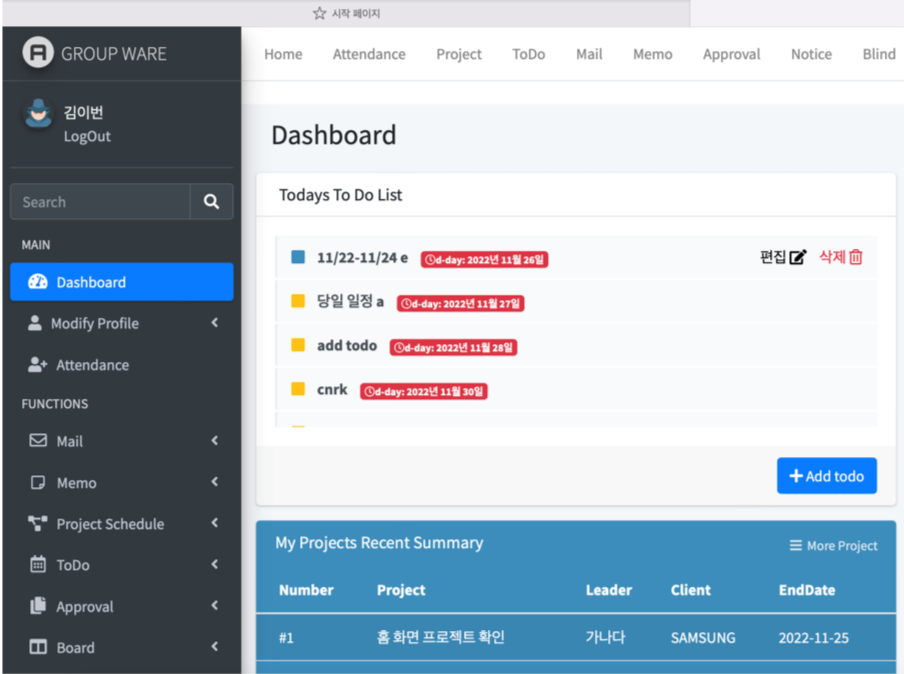 시작 페이지
A GROUP WARE
Home Attendance Project ToDo Mail Memo Approval Notice Blind
김이번
LogOut
Search
MAIN
Dashboard
Modify Profile
Attendance
FUNCTIONS
Mail
Memo
Project Schedule
ToDo
Approval
Board
Dashboard
Todays To Do List
11/22-11/24 e d-day: 2022년 11월 26일 편집 삭제
당일 일정 a d-day: 2022년 11월 27일
add todo d-day: 2022년 11월 28일
cnrk d-day: 2022년 11월 30일
Add todo
My Projects Recent Summary More Project
Number Project Leader Client EndDate
#1 홈 화면 프로젝트 확인 가나다 SAMSUNG 2022-11-25